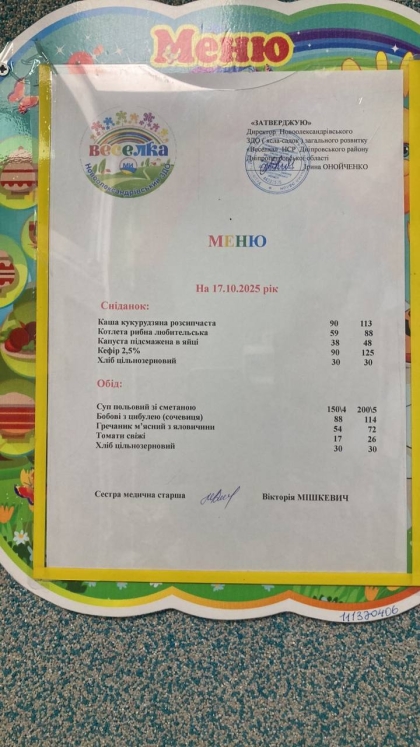 Меню
«ЗАТВЕРДЖУЮ»
Директор Новоолександрівського
ЗДО (ясла-садок) загального розвитку
«Веселка» НСР Дніпровського району
Дніпропетровської області
Ірина ОНОЙЧЕНКО
веселка
МЕНЮ
На 17.10.2025 рік
Сніданок:
Каша кукурудзяна розсипчаста 90 113
Котлета рибна любительська 59 88
Капуста підсмажена в яйці 38 48
Кефір 2,5% 90 125
Хліб цільнозерновий 30 30
Обід:
Суп польовий зі сметаною 150\4 200\5
Бобові з цибулею (сочевиця) 88 114
Гречаник м'ясний з яловичини 54 72
Томати свіжі 17 26
Хліб цільнозерновий 30 30
Сестра медична старша Вікторія МІШКЕВИЧ
111370406